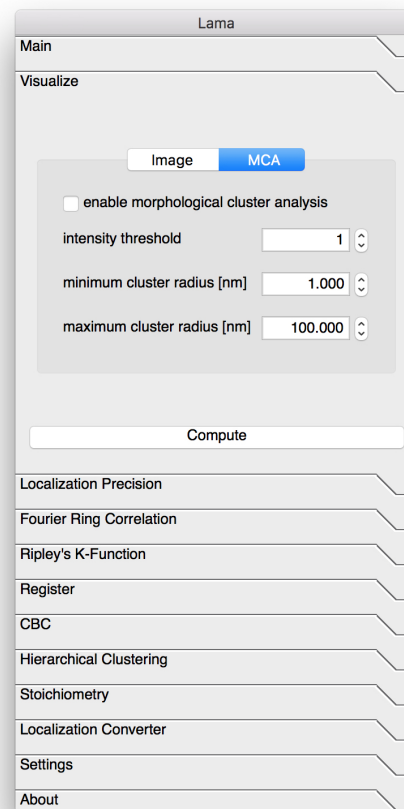 Lama
Main
Visualize
Image MCA
enable morphological cluster analysis
intensity threshold 1
minimum cluster radius [nm] 1.000
maximum cluster radius [nm] 100.000
Compute
Localization Precision
Fourier Ring Correlation
Ripley's K-Function
Register
CBC
Hierarchical Clustering
Stoichiometry
Localization Converter
Settings
About